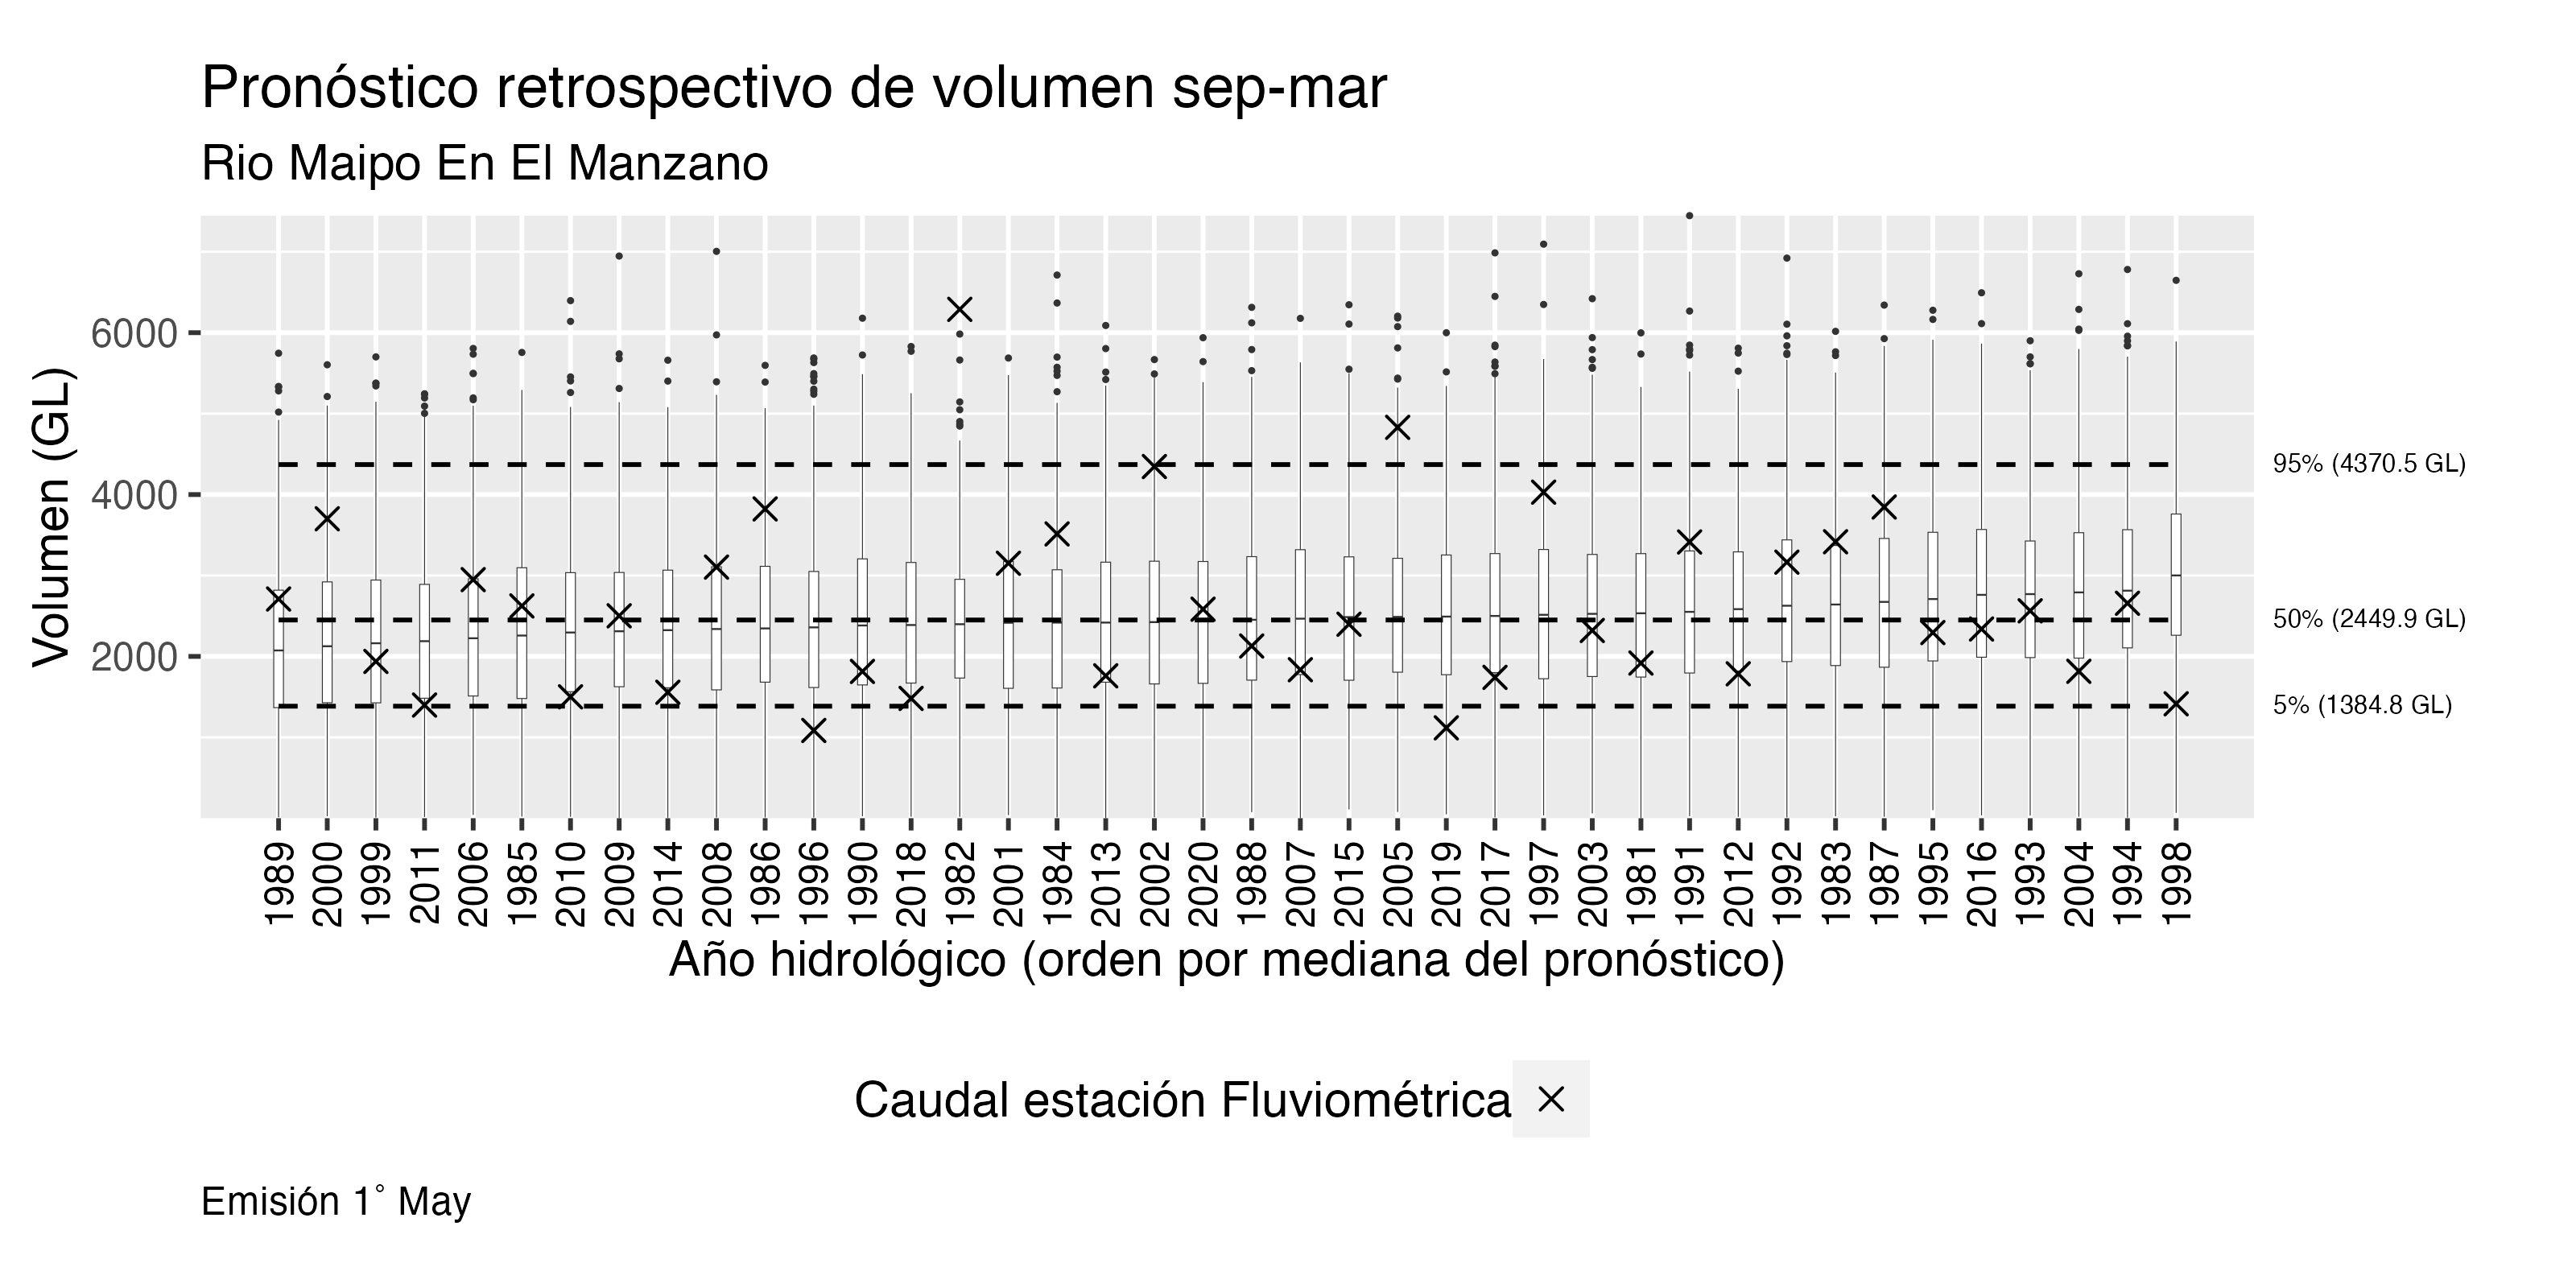 Pronóstico retrospectivo de volumen sep-mar
Rio Maipo En El Manzano
Volumen (GL)
6000
4000
2000
95% (4370.5 GL)
50% (2449.9 GL)
5% (1384.8 GL)
1989 2000 1999 2011 2006 1985 2010 2009 2014 2008 1986 1996 1990 2018 1982 2001 1984 2013 2002 2020 1988 2007 2015 2005 2019 2017 1997 2003 1981 1991 2012 1992 1983 1987 1995 2016 1993 2004 1994 1998
Año hidrológico (orden por mediana del pronóstico)
Caudal estación Fluviométrica
Emisión 1° May